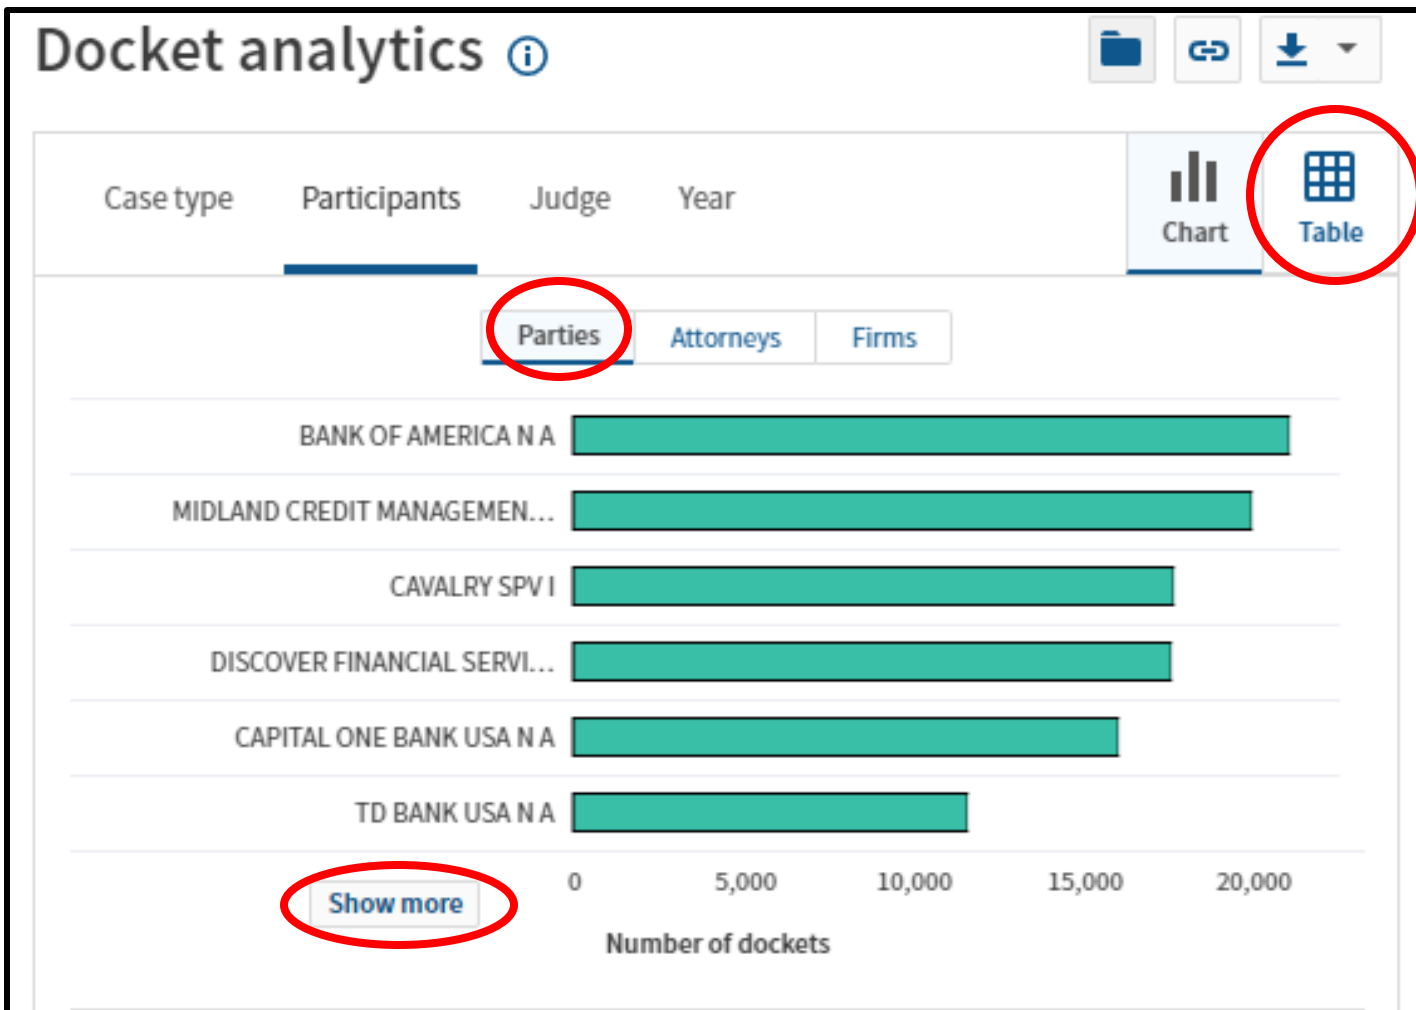 Docket analytics
Case type Participants Judge Year Chart Table
Parties Attorneys Firms
BANK OF AMERICA N A
MIDLAND CREDIT MANAGEMEN...
CAVALRY SPV I
DISCOVER FINANCIAL SERVI...
CAPITAL ONE BANK USA N A
TD BANK USA N A
Show more 0 5,000 10,000 15,000 20,000
Number of dockets